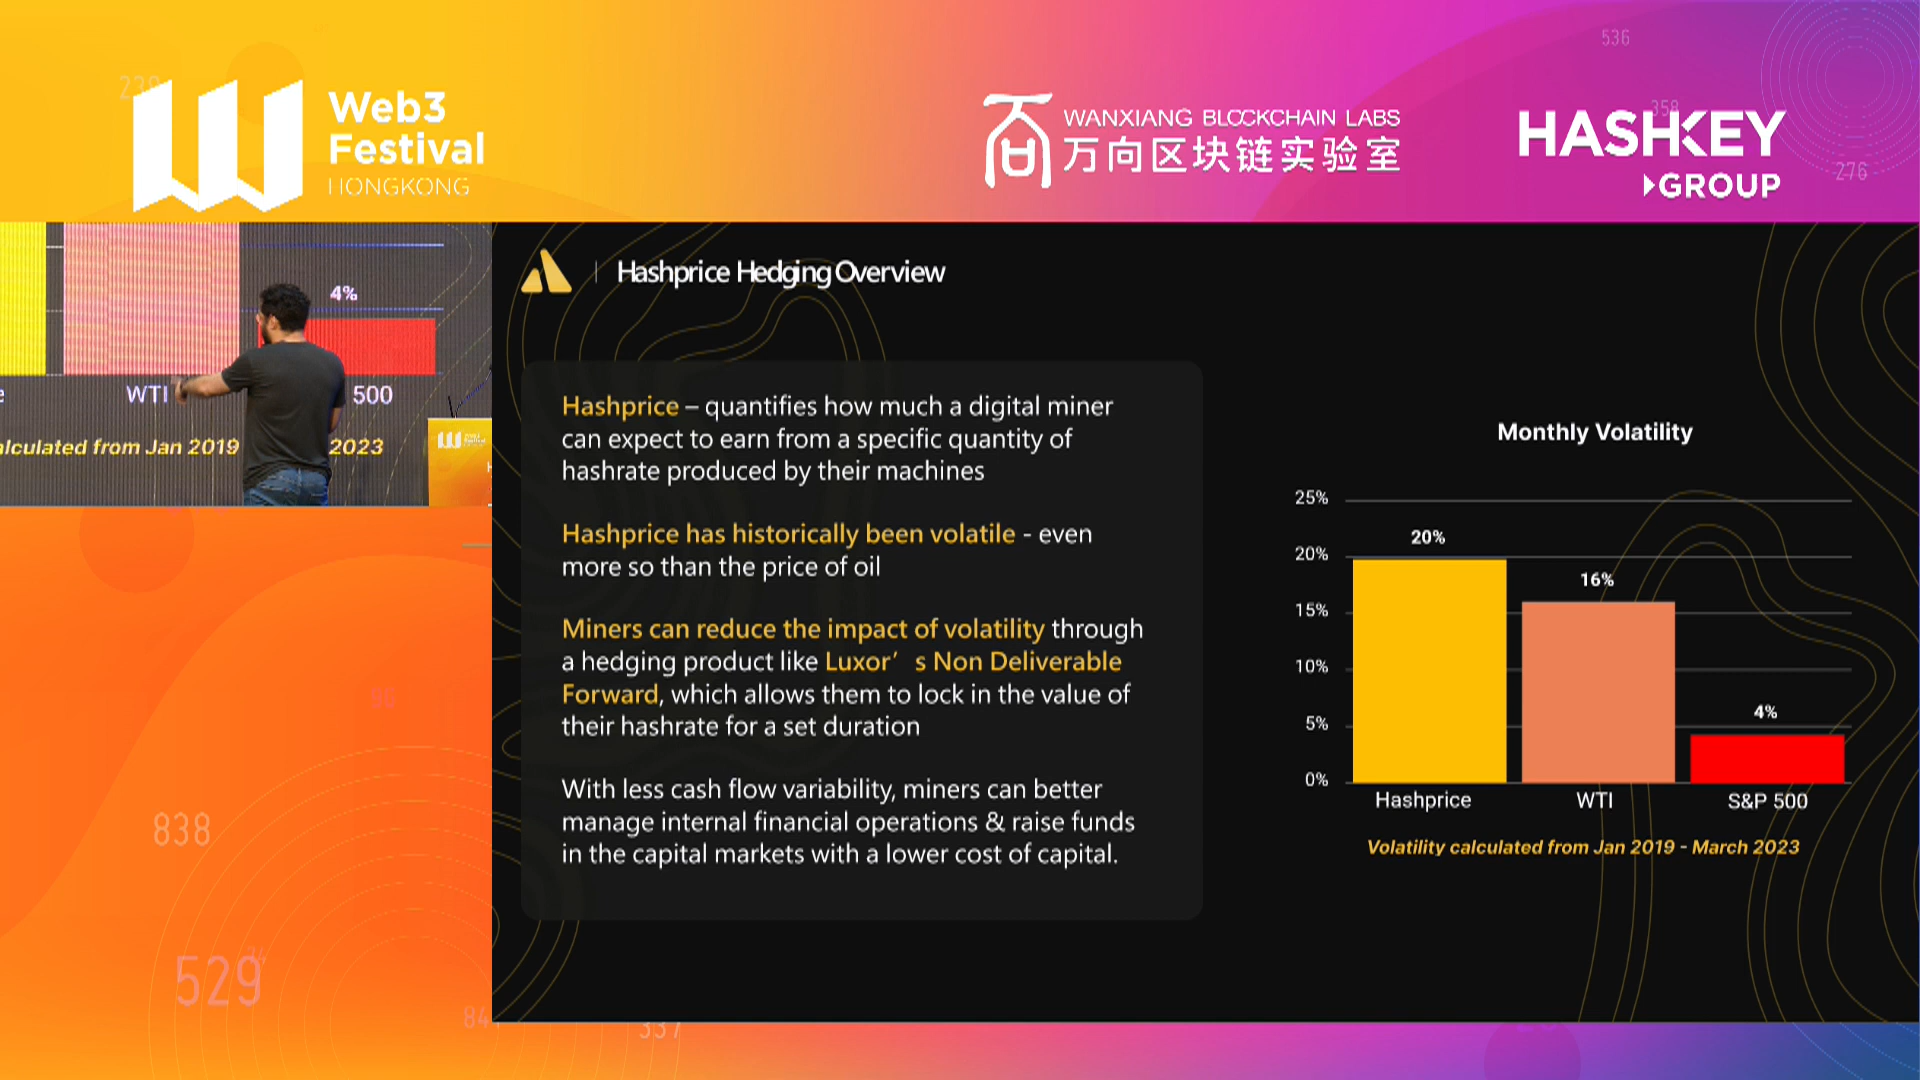 239
536
358
276
Web3
Festival
HONGKONG
WANXIANG BLOCKCHAIN LABS
万向区块链实验室
HASHKEY
GROUP
4%
WTI
500
alculated from Jan 2019
2023
Hashprice Hedging Overview
Hashprice – quantifies how much a digital miner
can expect to earn from a specific quantity of
hashrate produced by their machines
Hashprice has historically been volatile - even
more so than the price of oil
Miners can reduce the impact of volatility through
a hedging product like Luxor’ s Non Deliverable
Forward, which allows them to lock in the value of
their hashrate for a set duration
With less cash flow variability, miners can better
manage internal financial operations & raise funds
in the capital markets with a lower cost of capital.
Monthly Volatility
25%
20%
15%
10%
5%
0%
20%
16%
4%
Hashprice
WTI
S&P 500
Volatility calculated from Jan 2019 - March 2023
838
529
84
337